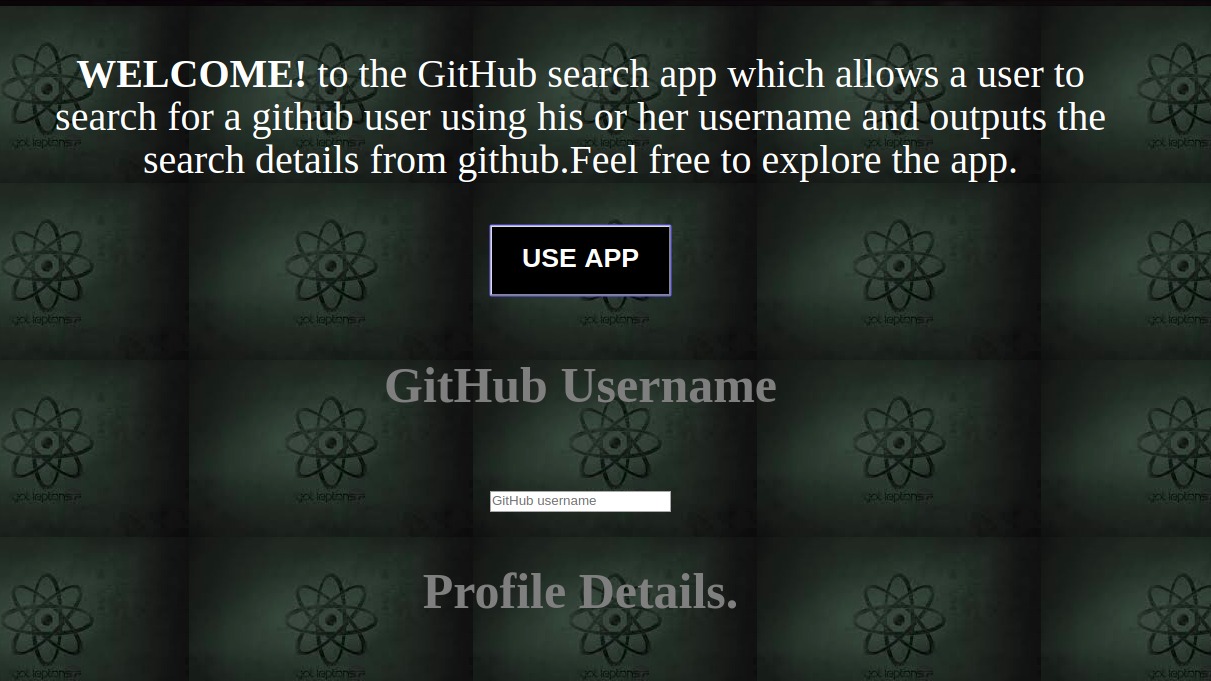 WELCOME! to the GitHub search app which allows a user to
search for a github user using his or her username and outputs the
search details from github.Feel free to explore the app.
USE APP
GitHub Username
GitHub username
Profile Details.